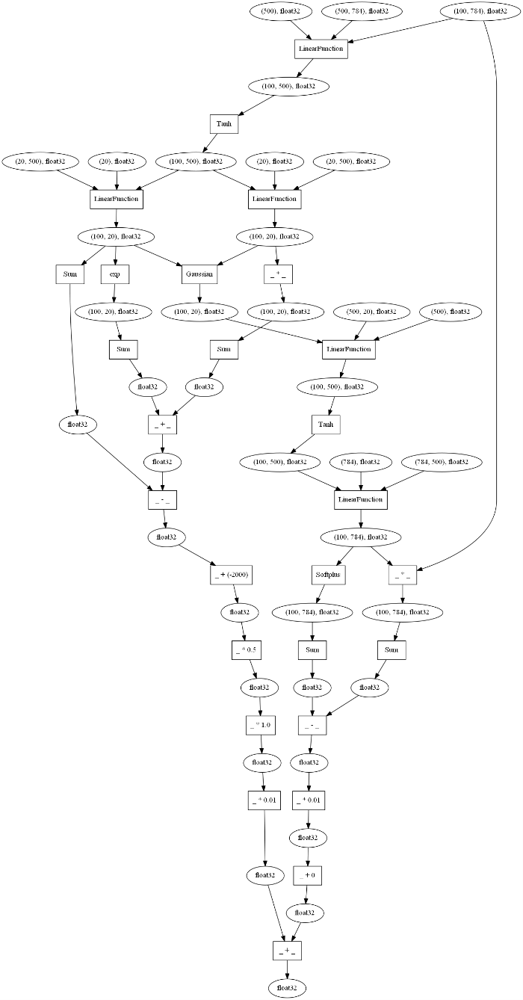 (500), float32
(500, 784), float32
(100, 784), float32
LinearFunction
(100, 500), float32
Tanh
(20, 500), float32
(20), float32
(100, 500), float32
(20), float32
(20, 500), float32
LinearFunction
LinearFunction
(100, 20), float32
(100, 20), float32
Sum
exp
Gaussian
_ * _
(100, 20), float32
(100, 20), float32
(100, 20), float32
(500, 20), float32
(500), float32
Sum
Sum
LinearFunction
float32
float32
(100, 500), float32
float32
_ + _
Tanh
float32
(100, 500), float32
(784), float32
(784, 500), float32
_ - _
LinearFunction
float32
(100, 784), float32
_ + (-2000)
Softplus
_ * _
float32
(100, 784), float32
(100, 784), float32
_ * 0.5
Sum
Sum
float32
float32
float32
_ * 1.0
_ - _
float32
float32
_ * 0.01
_ * 0.01
float32
float32
_ + 0
float32
_ + _
float32